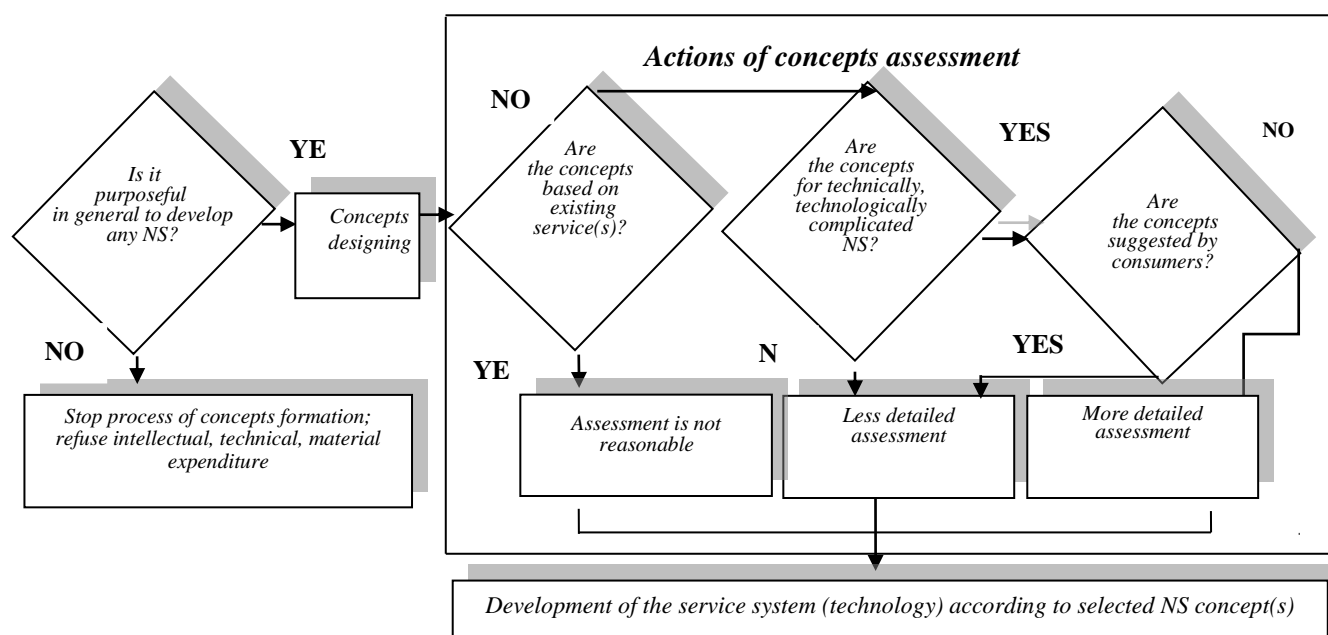 Actions of concepts assessment
Is it
purposeful
in general to develop
any NS?
YE
NO
Concepts
designing
NO
Are
the concepts
based on
existing
service(s)?
YE
Are
the concepts
for technically,
technologically
complicated
NS?
YES
N
Are
the concepts
suggested by
consumers?
NO
YES
Stop process of concepts formation;
refuse intellectual, technical, material
expenditure
Assessment is not
reasonable
Less detailed
assessment
More detailed
assessment
Development of the service system (technology) according to selected NS concept(s)